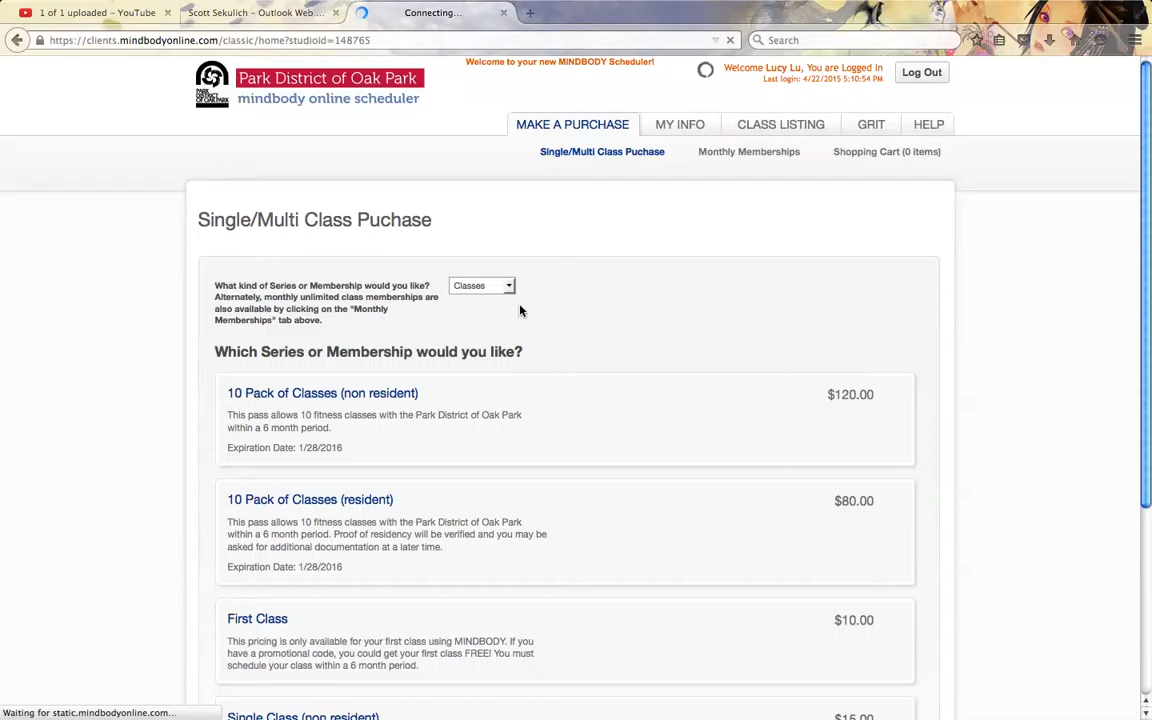 1 of 1 uploaded – YouTube
Scott Sekulich – Outlook Web ...
Connecting...
https://clients.mindbodyonline.com/classic/home?studioid=148765
Search
Welcome to your new MINDBODY Scheduler!
Park District of Oak Park
mindbody online scheduler
PARK DISTRICT
OF OAK PARK
Welcome Lucy Lu, You are Logged In
Last login: 4/22/2015 5:10:54 PM
Log Out
MAKE A PURCHASE
MY INFO
CLASS LISTING
GRIT
HELP
Single/Multi Class Puchase
Monthly Memberships
Shopping Cart (0 items)
Single/Multi Class Puchase
What kind of Series or Membership would you like?
Alternately, monthly unlimited class memberships are
also available by clicking on the "Monthly
Memberships" tab above.
Classes
Which Series or Membership would you like?
10 Pack of Classes (non resident)
$120.00
This pass allows 10 fitness classes with the Park District of Oak Park
within a 6 month period.
Expiration Date: 1/28/2016
10 Pack of Classes (resident)
$80.00
This pass allows 10 fitness classes with the Park District of Oak Park
within a 6 month period. Proof of residency will be verified and you may be
asked for additional documentation at a later time.
Expiration Date: 1/28/2016
First Class
$10.00
This pricing is only available for your first class using MINDBODY. If you
have a promotional code, you could get your first class FREE! You must
schedule your class within a 6 month period.
Single Class (non resident)
$15.00
Waiting for static.mindbodyonline.com...